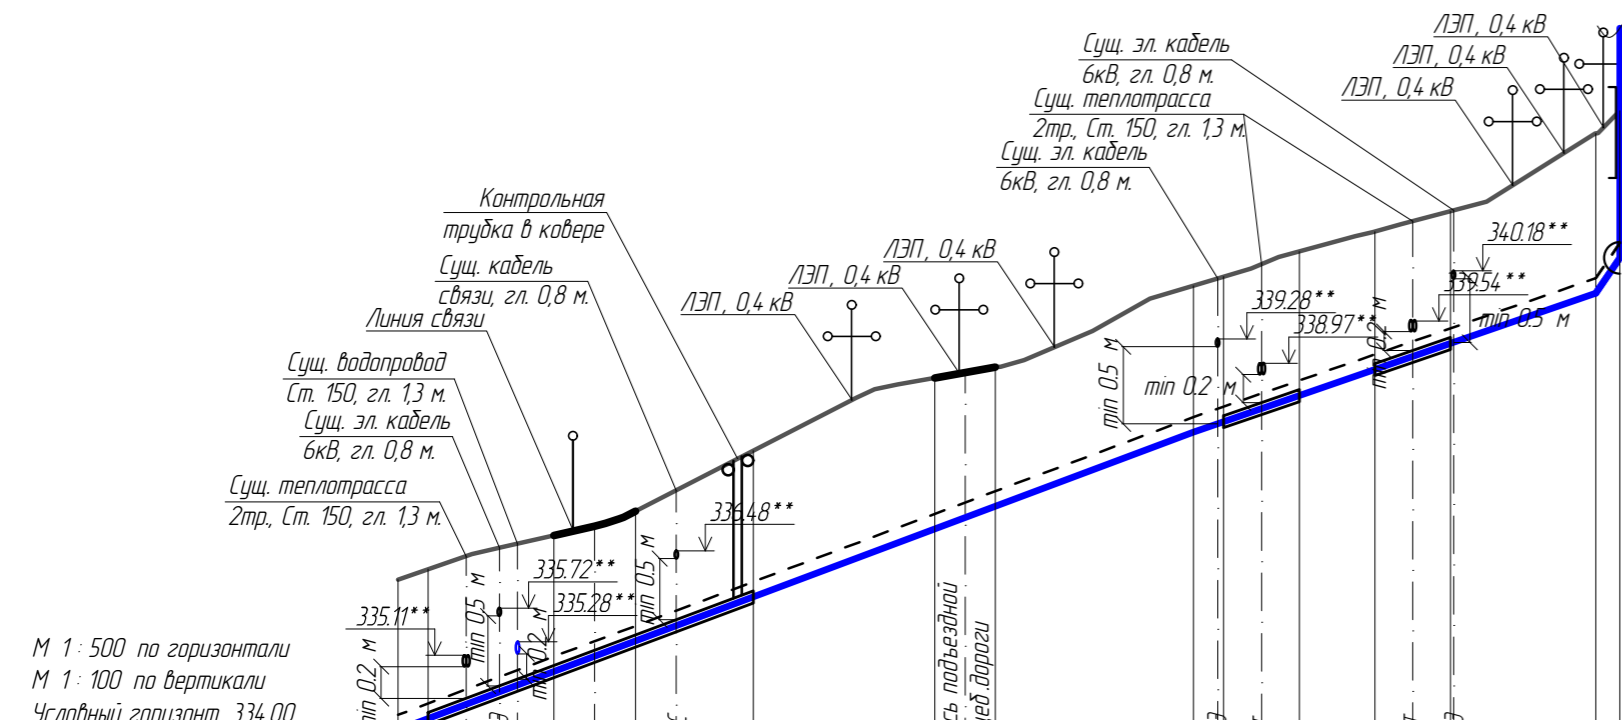 ЛЭП, 0,4 кВ
Сущ. эл. кабель
6кВ, гл. 0,8 м.
ЛЭП, 0,4 кВ
ЛЭП, 0,4 кВ
Сущ. теплотрасса
2тр., Ст. 150, гл. 1,3 м.
Сущ. эл. кабель
6кВ, гл. 0,8 м.
Контрольная
трубка в ковере
340.18**
ЛЭП, 0,4 кВ
ЛЭП, 0,4 кВ
ЛЭП, 0,4 кВ
Сущ. кабель
связи, гл. 0,8 м.
339.54**
339.28**
338.97**
min 0.2 м
min 0.5 м
min 0.5 м
min 0.2 м
Линия связи
Сущ. водопровод
Ст. 150, гл. 1,3 м.
Сущ. эл. кабель
6кВ, гл. 0,8 м.
Сущ. теплотрасса
2тр., Ст. 150, гл. 1,3 м.
336.48**
min 0.5 м
335.72**
335.28**
335.11**
min 0.5 м
min 0.2 м
min 0.2 м
подъездной
дороги
М 1:500 по горизонтали
М 1:100 по вертикали
Условный горизонт 334.00